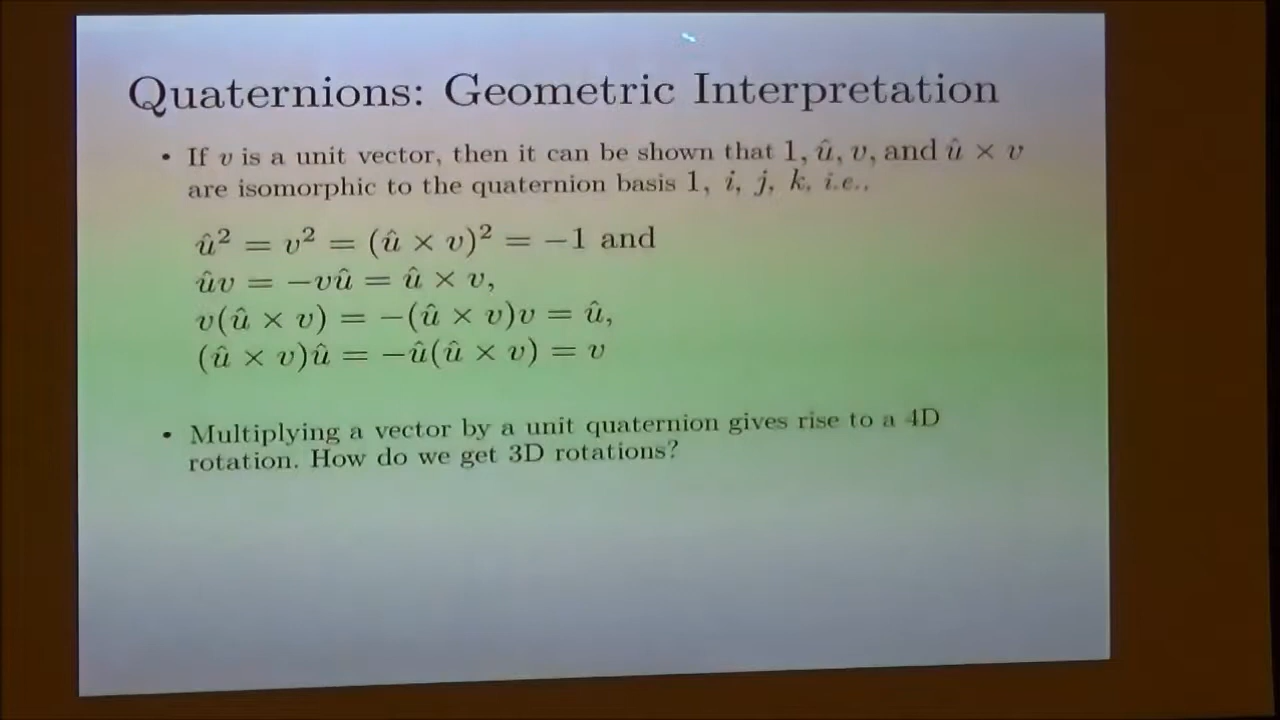 Quaternions: Geometric Interpretation
• If v is a unit vector, then it can be shown that 1, û, v, and û × v
are isomorphic to the quaternion basis 1, i, j, k, i.e.,
û² = v² = (û × v)² = −1 and
ûv = −vû = û × v,
v(û × v) = −(û × v)v = û,
(û × v)û = −û(û × v) = v
• Multiplying a vector by a unit quaternion gives rise to a 4D
rotation. How do we get 3D rotations?